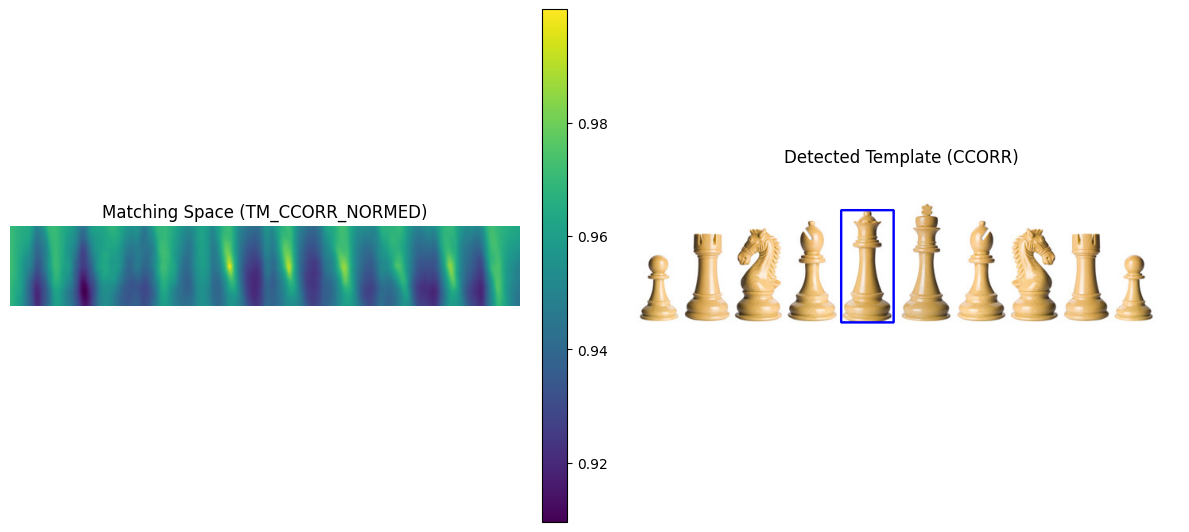 Matching Space (TM_CCORR_NORMED)
0.98
0.96
0.94
0.92
Detected Template (CCORR)